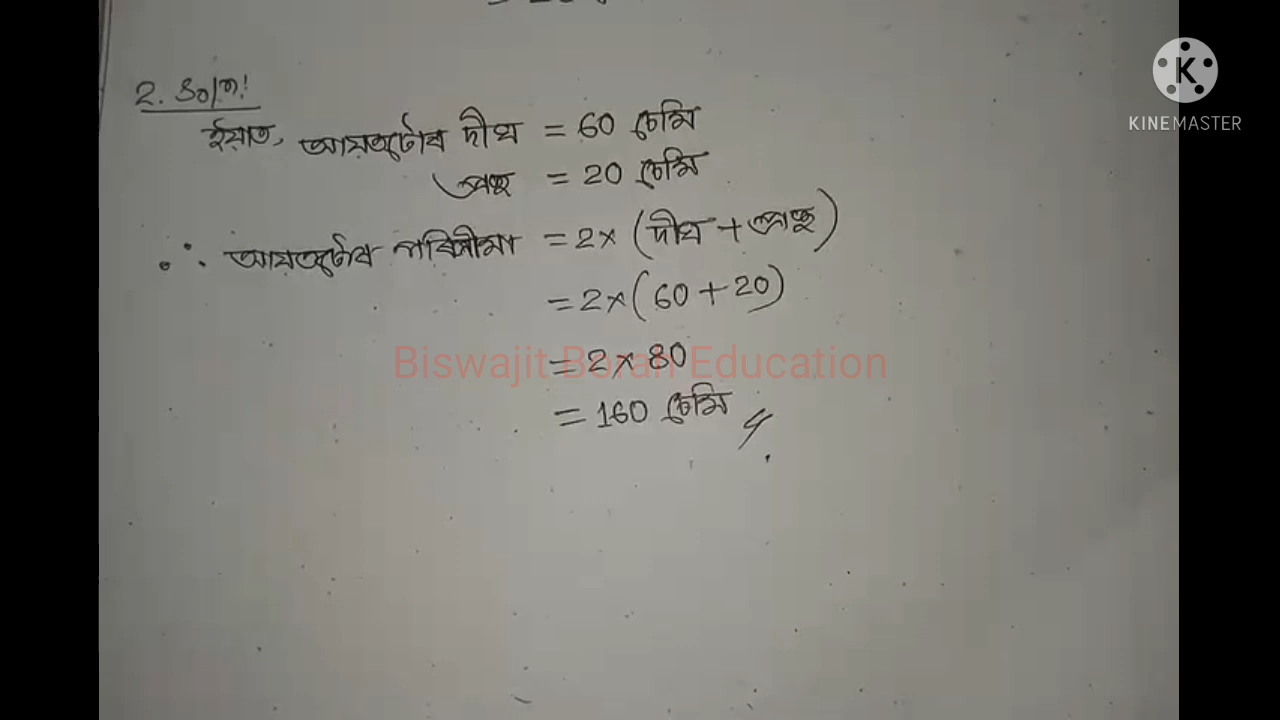 2. Solⁿ!
ইয়াত, আয়তটোৰ দীঘ = 60 চেমি
প্ৰস্থ = 20 চেমি
∴ আয়তটোৰ পৰিসীমা = 2× (দীঘ + প্ৰস্থ)
= 2×(60+20)
= 2×80
= 160 চেমি
Biswajit Borah Education
K
KINEMASTER